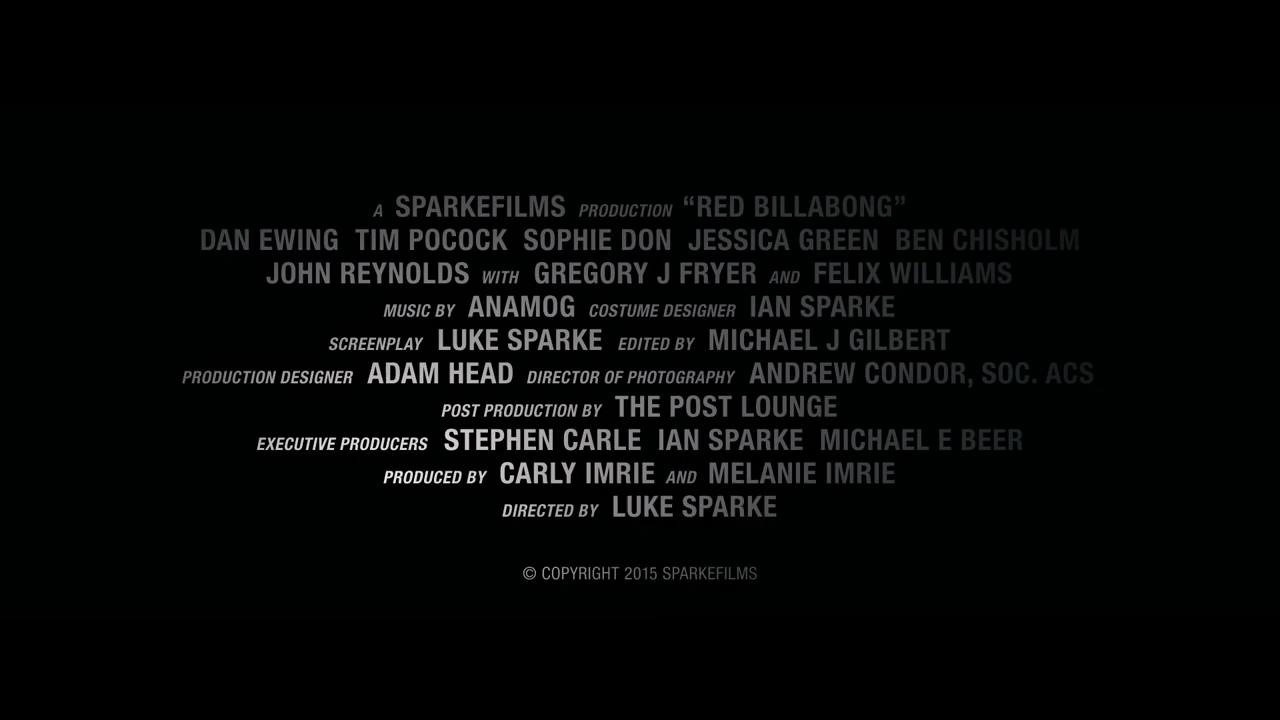 A SPARKEFILMS PRODUCTION “RED BILLABONG”
DAN EWING TIM POCOCK SOPHIE DON JESSICA GREEN BEN CHISHOLM
JOHN REYNOLDS WITH GREGORY J FRYER AND FELIX WILLIAMS
MUSIC BY ANAMOG COSTUME DESIGNER IAN SPARKE
SCREENPLAY LUKE SPARKE EDITED BY MICHAEL J GILBERT
PRODUCTION DESIGNER ADAM HEAD DIRECTOR OF PHOTOGRAPHY ANDREW CONDOR, SOC. ACS
POST PRODUCTION BY THE POST LOUNGE
EXECUTIVE PRODUCERS STEPHEN CARLE IAN SPARKE MICHAEL E BEER
PRODUCED BY CARLY IMRIE AND MELANIE IMRIE
DIRECTED BY LUKE SPARKE
© COPYRIGHT 2015 SPARKEFILMS